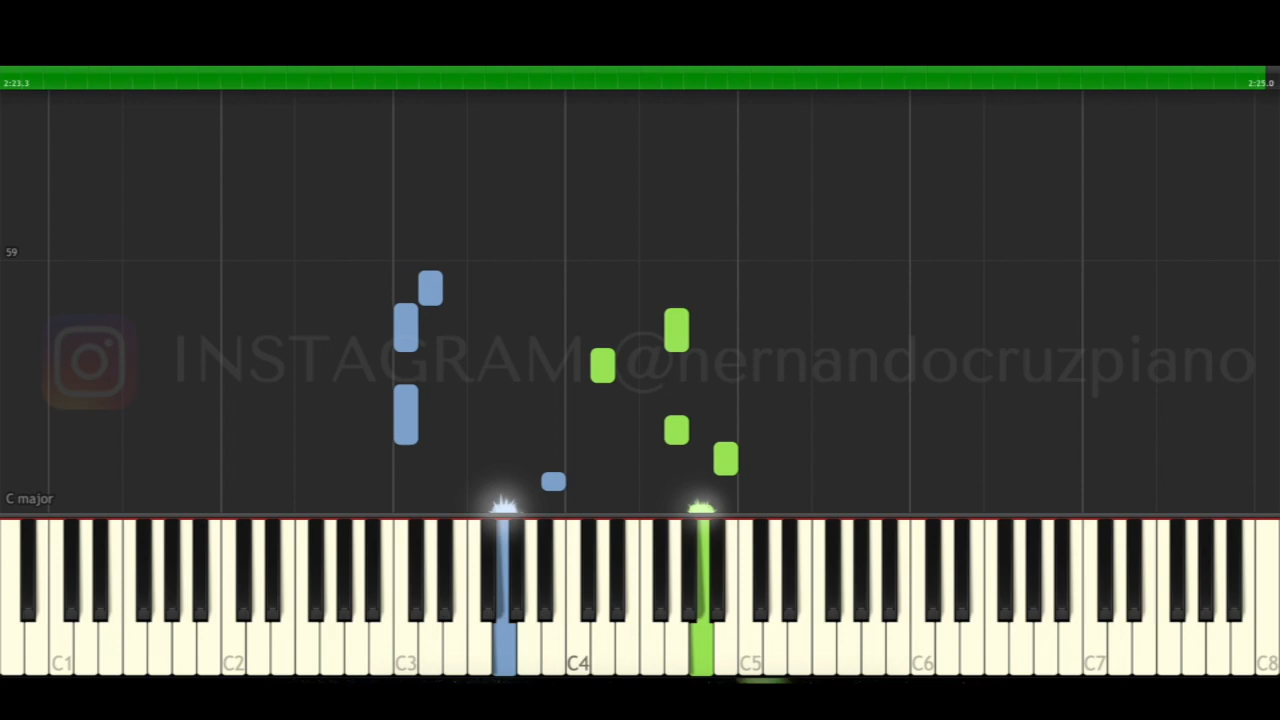 2:23.3
2:25.0
59
INSTAGRAM @hernandocruzpiano
C major
C1 C2 C3 C4 C5 C6 C7 C8